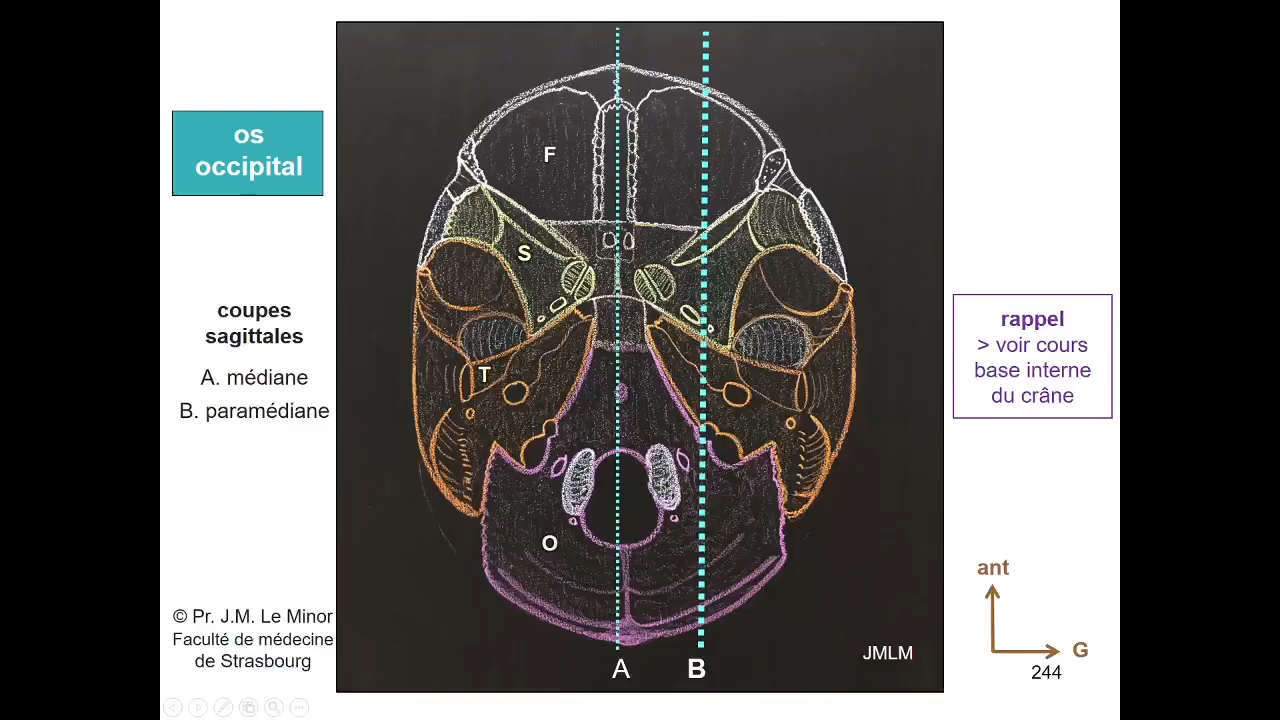 os
occipital
coupes
sagittales
A. médiane
B. paramédiane
© Pr. J.M. Le Minor
Faculté de médecine
de Strasbourg
F
S
T
O
A
B
JMLM
rappel
> voir cours
base interne
du crâne
ant
G
244